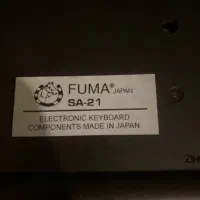 FUMA® JAPAN
SA-21
ELECTRONIC KEYBOARD
COMPONENTS MADE IN JAPAN